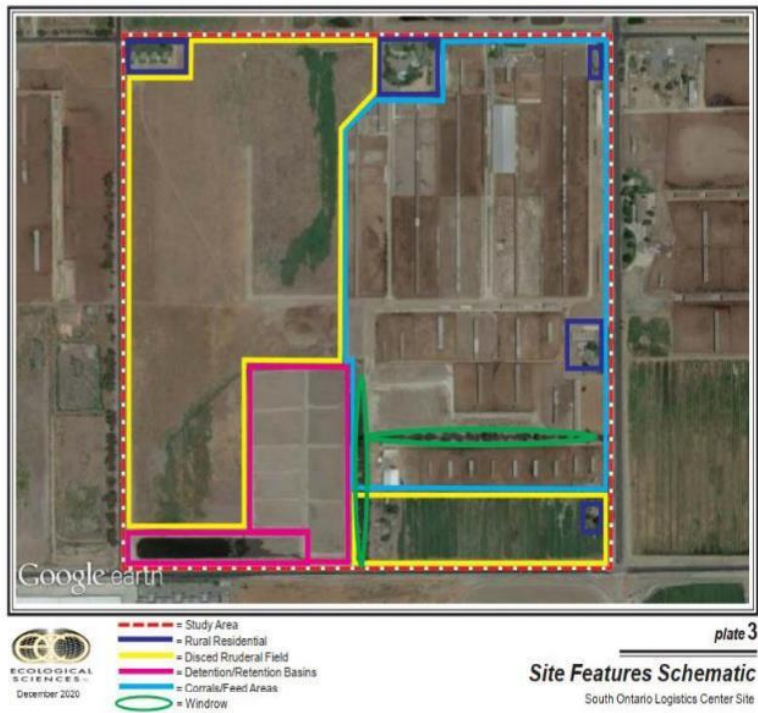 Google earth
ECOLOGICAL
SCIENCES
December 2020
= Study Area
= Rural Residential
= Disced Rruderal Field
= Detention/Retention Basins
= Corrals/Feed Areas
= Windrow
plate 3
Site Features Schematic
South Ontario Logistics Center Site